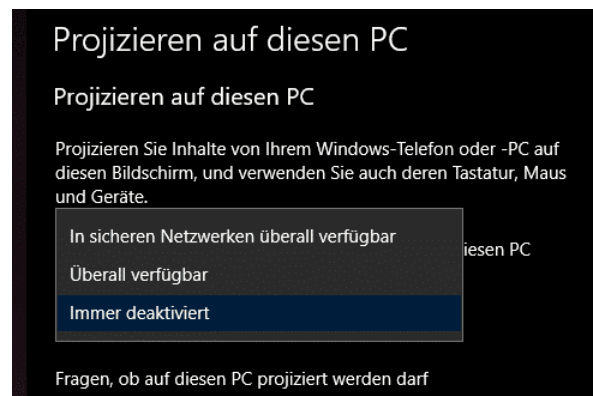 Projizieren auf diesen PC
Projizieren auf diesen PC
Projizieren Sie Inhalte von Ihrem Windows-Telefon oder -PC auf
diesen Bildschirm, und verwenden Sie auch deren Tastatur, Maus
und Geräte.
In sicheren Netzwerken überall verfügbar
iesen PC
Überall verfügbar
Immer deaktiviert
Fragen, ob auf diesen PC projiziert werden darf